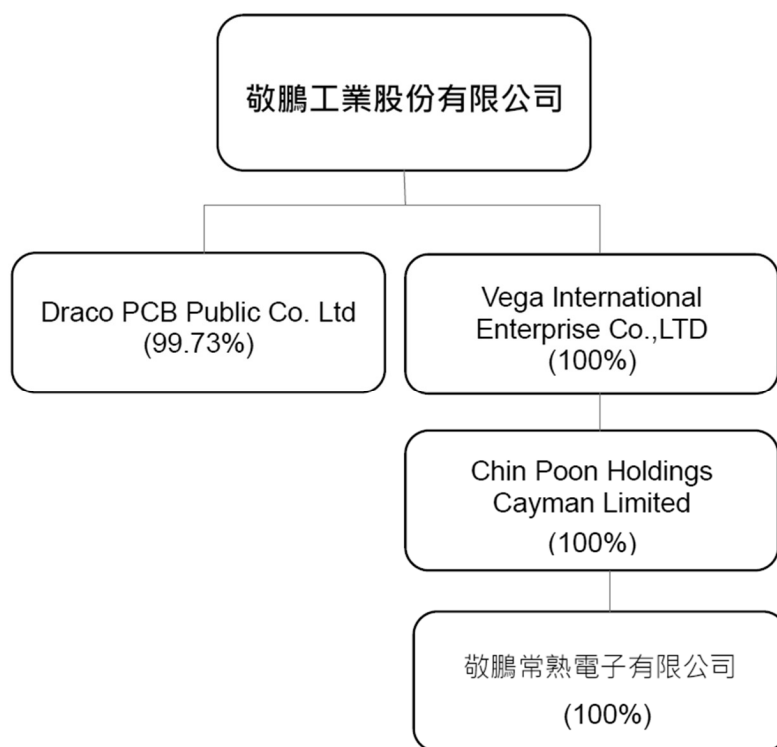 敬鵬工業股份有限公司
Draco PCB Public Co. Ltd
(99.73%)
Vega International
Enterprise Co.,LTD
(100%)
Chin Poon Holdings
Cayman Limited
(100%)
敬鵬常熟電子有限公司
(100%)